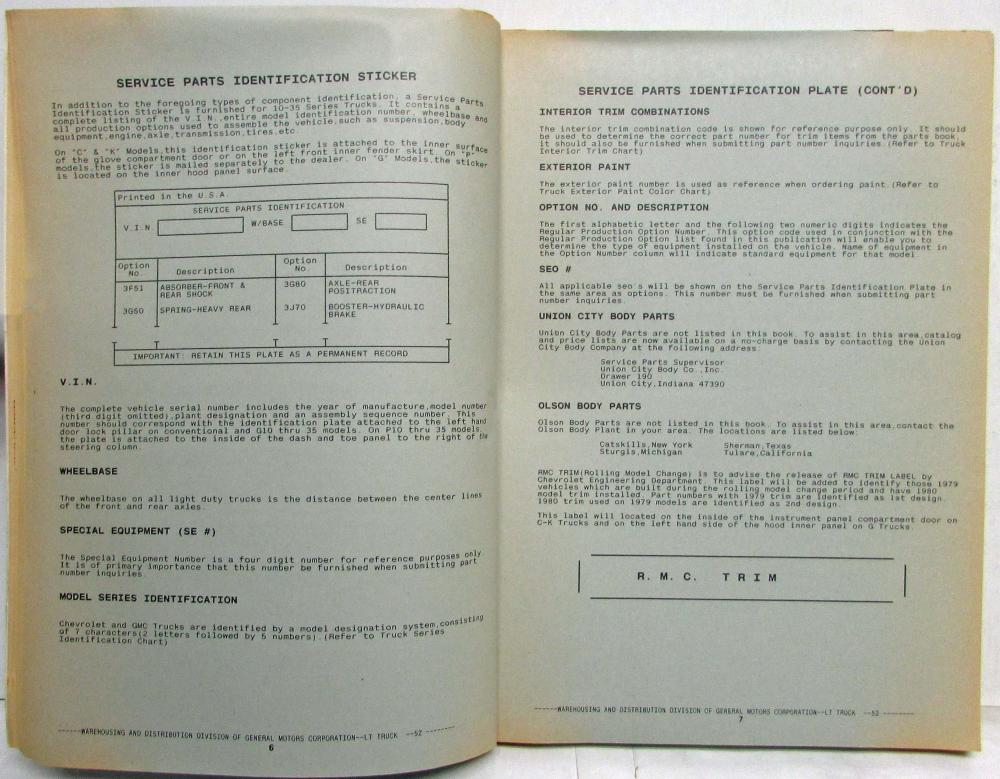 SERVICE PARTS IDENTIFICATION STICKER
In addition to the foregoing types of component identification, a Service Parts
Identification Sticker is furnished for 10-35 Series Trucks. It contains a
complete listing of the V.I.N.,entire model identification number, wheelbase and
all production options used to assemble the vehicle,such as suspension,body
equipment,engine,axle,transmission,tires,etc.
On "C" & "K" Models,this identification sticker is attached to the inner surface
of the glove compartment door or on the left front inner fender skirt. On "P"
models,the sticker is mailed separately to the dealer. On "G" Models,the sticker
is located on the inner hood panel surface.
Printed in the U.S.A.
SERVICE PARTS IDENTIFICATION
V.I.N. W/BASE SE
Option No. Description Option No. Description
3F51 ABSORBER-FRONT & REAR SHOCK 3G80 AXLE-REAR POSITRACTION
3G50 SPRING-HEAVY REAR 3J70 BOOSTER-HYDRAULIC BRAKE
IMPORTANT: RETAIN THIS PLATE AS A PERMANENT RECORD
V.I.N.
The complete vehicle serial number includes the year of manufacture,model number
(third digit omitted),plant designation and an assembly sequence number. This
number should correspond with the identification plate attached to the left hand
door lock pillar on conventional and G10 thru 35 models. On P10 thru 35 models,
the plate is attached to the inside of the dash and toe panel to the right of the
steering column.
WHEELBASE
The wheelbase on all light duty trucks is the distance between the center lines
of the front and rear axles.
SPECIAL EQUIPMENT (SE #)
The Special Equipment Number is a four digit number for reference purposes only.
It is of primary importance that this number be furnished when submitting part
number inquiries.
MODEL SERIES IDENTIFICATION
Chevrolet and GMC Trucks are identified by a model designation system,consisting
of 7 characters(2 letters followed by 5 numbers).(Refer to Truck Series
Identification Chart)
------WAREHOUSING AND DISTRIBUTION DIVISION OF GENERAL MOTORS CORPORATION--LT TRUCK --52 --------
6
SERVICE PARTS IDENTIFICATION PLATE (CONT'D)
INTERIOR TRIM COMBINATIONS
The interior trim combination code is shown for reference purpose only. It should
be used to determine the correct part number for trim items from the parts book.
it should also be furnished when submitting part number inquiries.(Refer to Truck
Interior Trim Chart)
EXTERIOR PAINT
The exterior paint number is used as reference when ordering paint.(Refer to
Truck Exterior Paint Color Chart)
OPTION NO. AND DESCRIPTION
The first alphabetic letter and the following two numeric digits indicates the
Regular Production Option Number. This option code used in conjunction with the
Regular Production Option list found in this publication will enable you to
determine the type of equipment installed on the vehicle. Name of equipment in
the Option Number column will indicate standard equipment for that model.
SEO #
All applicable seo's will be shown on the Service Parts Identification Plate in
the same area as options. This number must be furnished when submitting part
number inquiries.
UNION CITY BODY PARTS
Union City Body Parts are not listed in this book. To assist in this area,catalog
and price lists are now available on a no-charge basis by contacting the Union
City Body Company at the following address:
Service Parts Supervisor
Union City Body Co.,Inc.
Drawer 190
Union City,Indiana 47390
OLSON BODY PARTS
Olson Body Parts are not listed in this book. To assist in this area,contact the
Olson Body Plant in your area. The locations are listed below:
Catskills,New York Sherman,Texas
Sturgis,Michigan Tulare,California
RMC TRIM(Rolling Model Change) is to advise the release of RMC TRIM LABEL by
Chevrolet Engineering Department. This label will be added to identify those 1979
vehicles which are built during the rolling model change period and have 1980
model trim installed. Part numbers with 1979 trim are identified as 1st design.
1980 trim used on 1979 models are identified as 2nd design.
This label will located on the inside of the instrument panel compartment door on
C-K Trucks and on the left hand side of the hood inner panel on G Trucks.
R. M. C. T R I M
------WAREHOUSING AND DISTRIBUTION DIVISION OF GENERAL MOTORS CORPORATION--LT TRUCK --52 --------
7